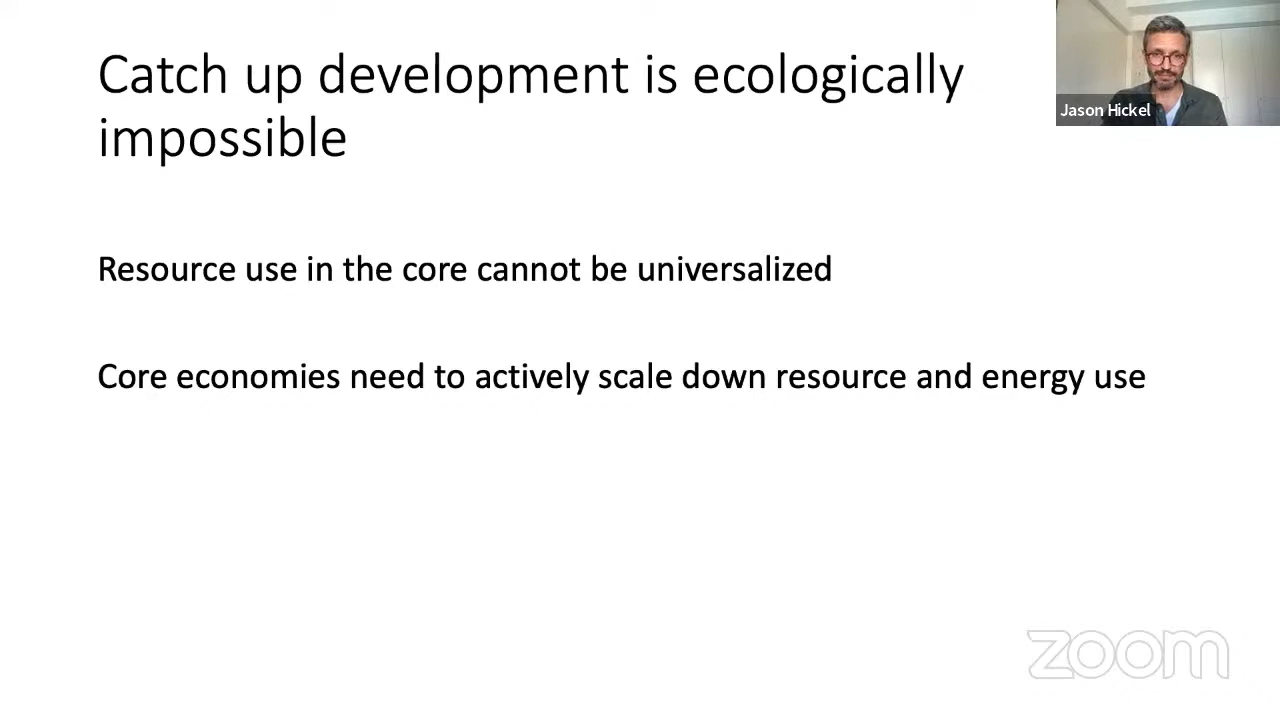 Catch up development is ecologically
impossible
Jason Hickel
Resource use in the core cannot be universalized
Core economies need to actively scale down resource and energy use
zoom